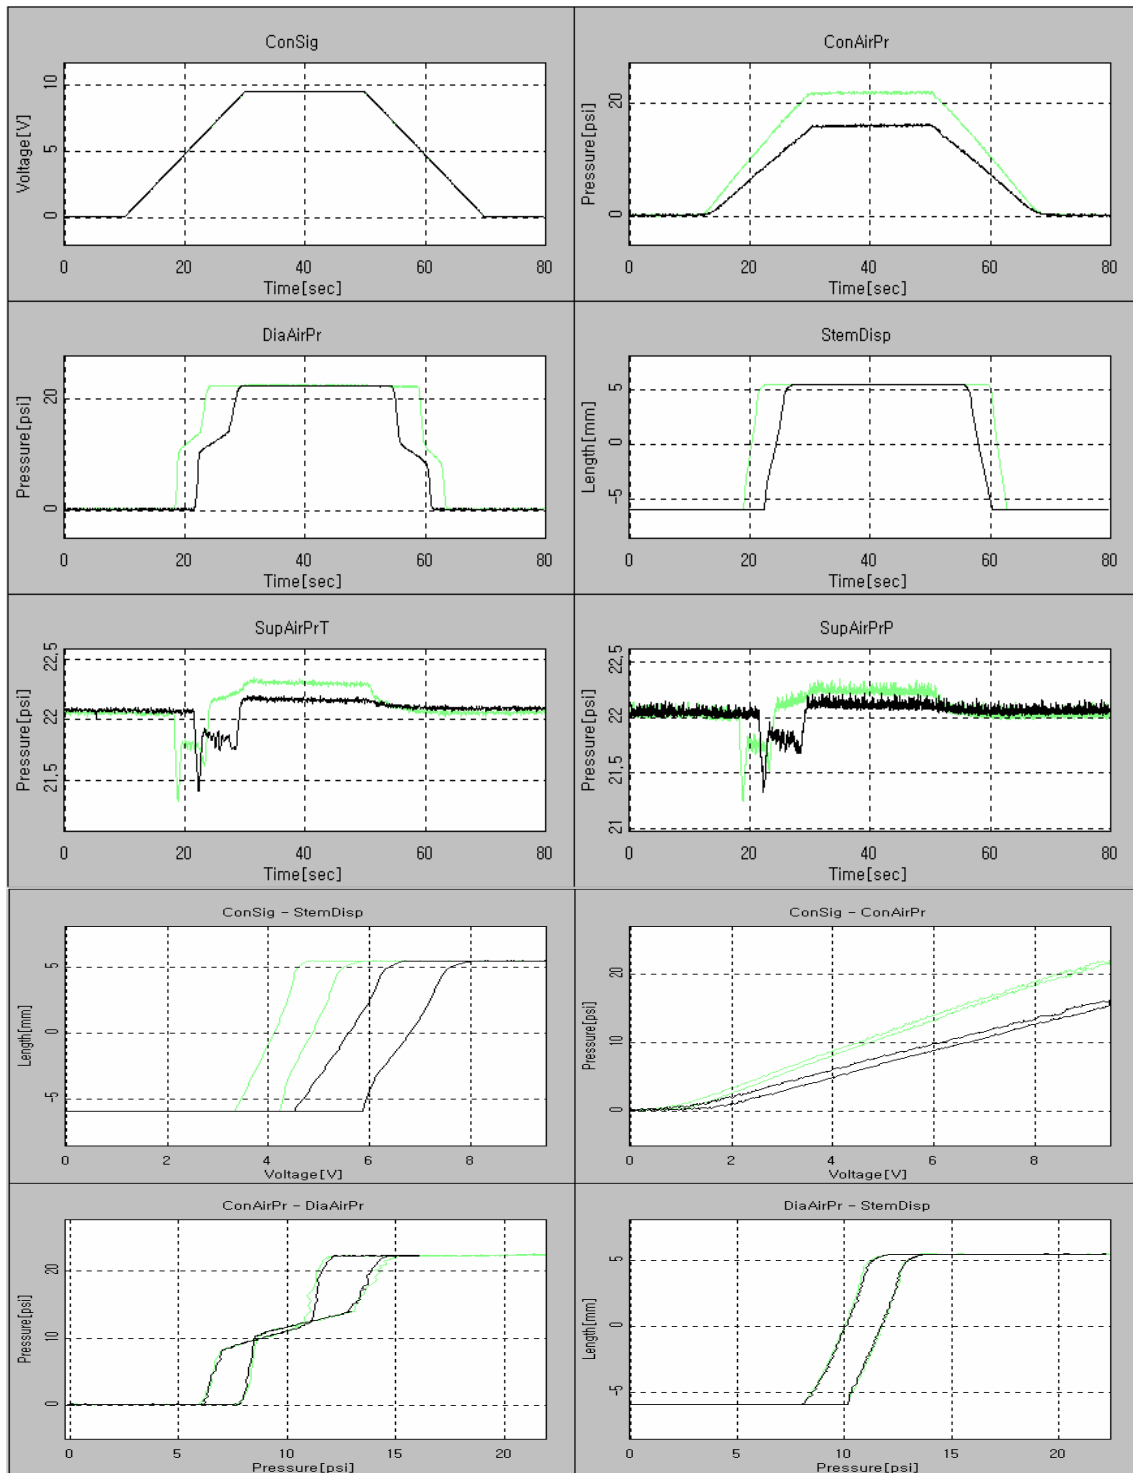 ConSig
Voltage[V]
10
5
0
0 20 40 60 80
Time[sec]
ConAirPr
Pressure[psi]
20
0
0 20 40 60 80
Time[sec]
DiaAirPr
Pressure[psi]
20
0
0 20 40 60 80
Time[sec]
StemDisp
Length[mm]
5
0
-5
0 20 40 60 80
Time[sec]
SupAirPrT
Pressure[psi]
22,5
22
21,5
0 20 40 60 80
Time[sec]
SupAirPrP
Pressure[psi]
22,5
22
21,5
21
0 20 40 60 80
Time[sec]
ConSig - StemDisp
Length[mm]
5
0
-5
0 2 4 6 8
Voltage[V]
ConSig - ConAirPr
Pressure[psi]
20
10
0
0 2 4 6 8
Voltage[V]
ConAirPr - DiaAirPr
Pressure[psi]
20
10
0
0 5 10 15 20
Pressure[psi]
DiaAirPr - StemDisp
Length[mm]
5
0
-5
0 5 10 15 20
Pressure[psi]